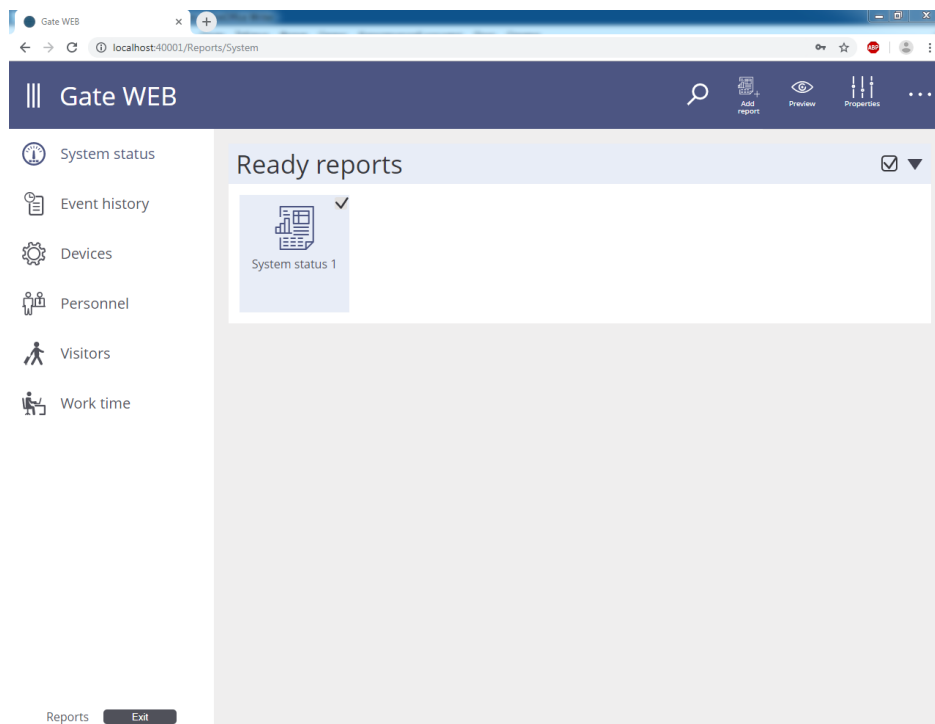 Gate WEB
localhost:40001/Reports/System
ABP
Gate WEB
Add
report
Preview
Properties
System status
Event history
Devices
Personnel
Visitors
Work time
Ready reports
System status 1
Reports
Exit